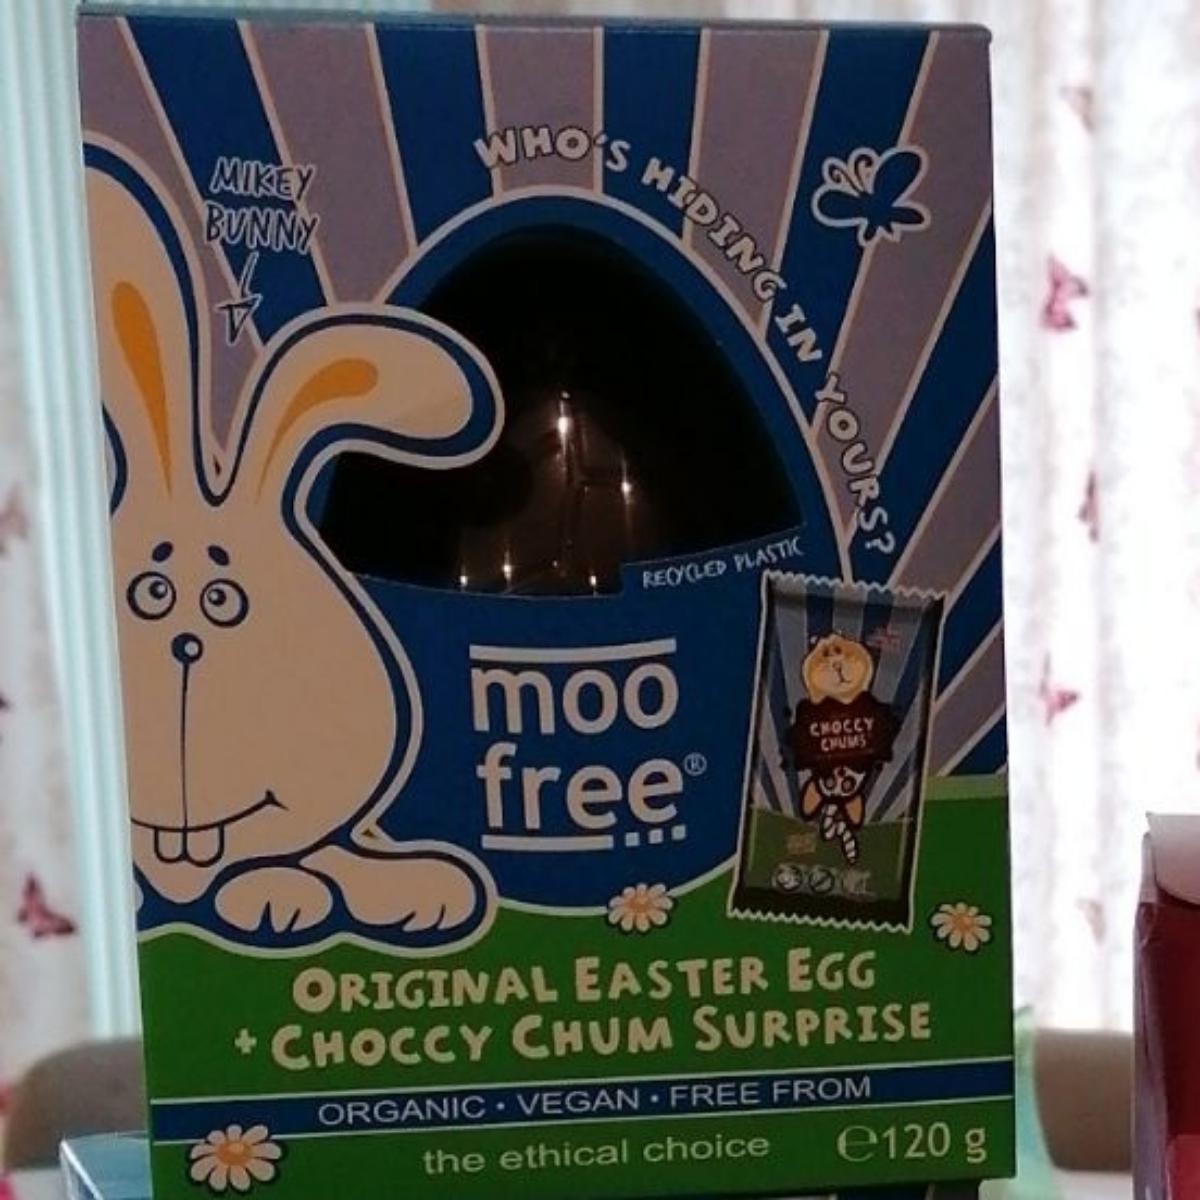 MIKEY
BUNNY
WHO'S HIDING IN YOURS?
RECYCLED PLASTIC
moo
free®
CHOCCY
CHUMS
ORIGINAL EASTER EGG
+ CHOCCY CHUM SURPRISE
ORGANIC • VEGAN • FREE FROM
the ethical choice
℮120 g